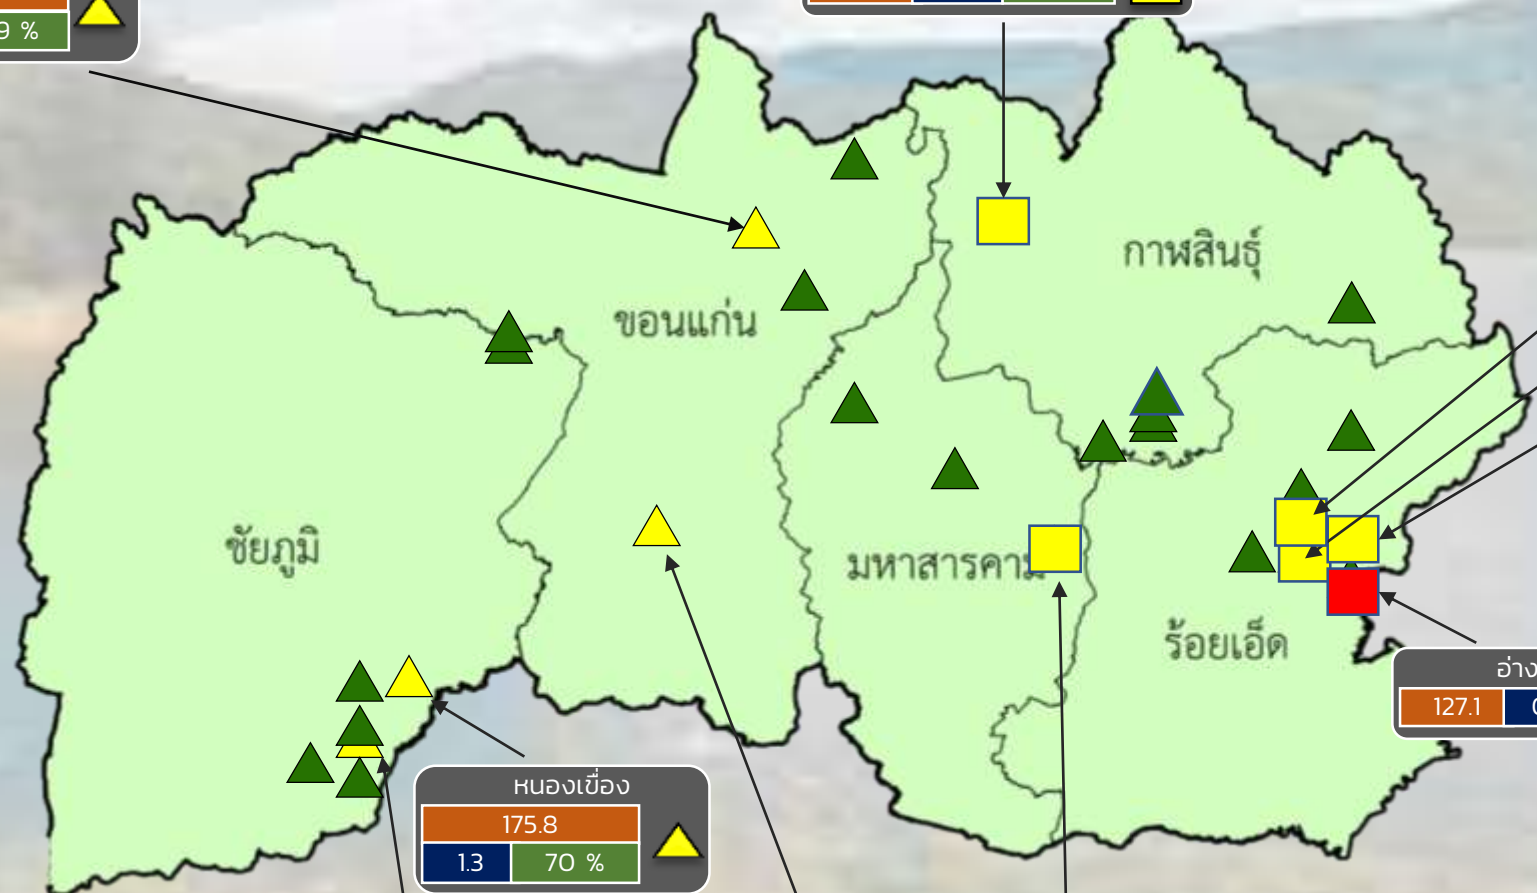 9 %
กาฬสินธุ์
ขอนแก่น
ชัยภูมิ
มหาสารคาม
ร้อยเอ็ด
อ่าง
127.1
0
หนองเขื่อง
175.8
1.3 70 %